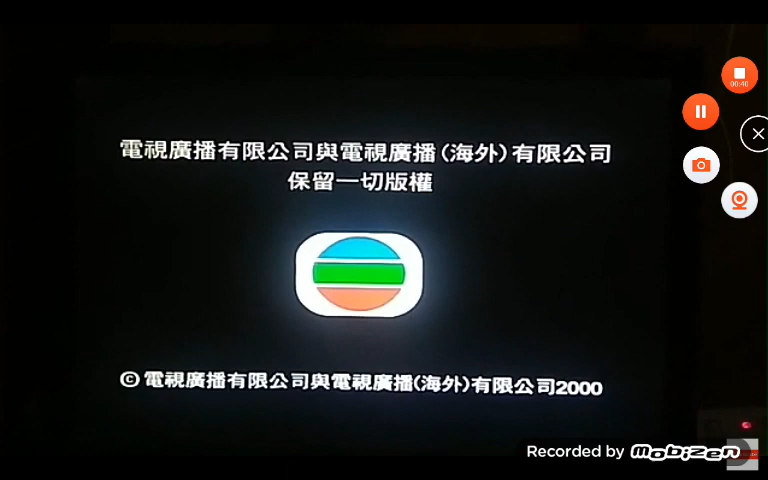 00:40
電視廣播有限公司與電視廣播(海外)有限公司
保留一切版權
© 電視廣播有限公司與電視廣播(海外)有限公司2000
Recorded by mobizen